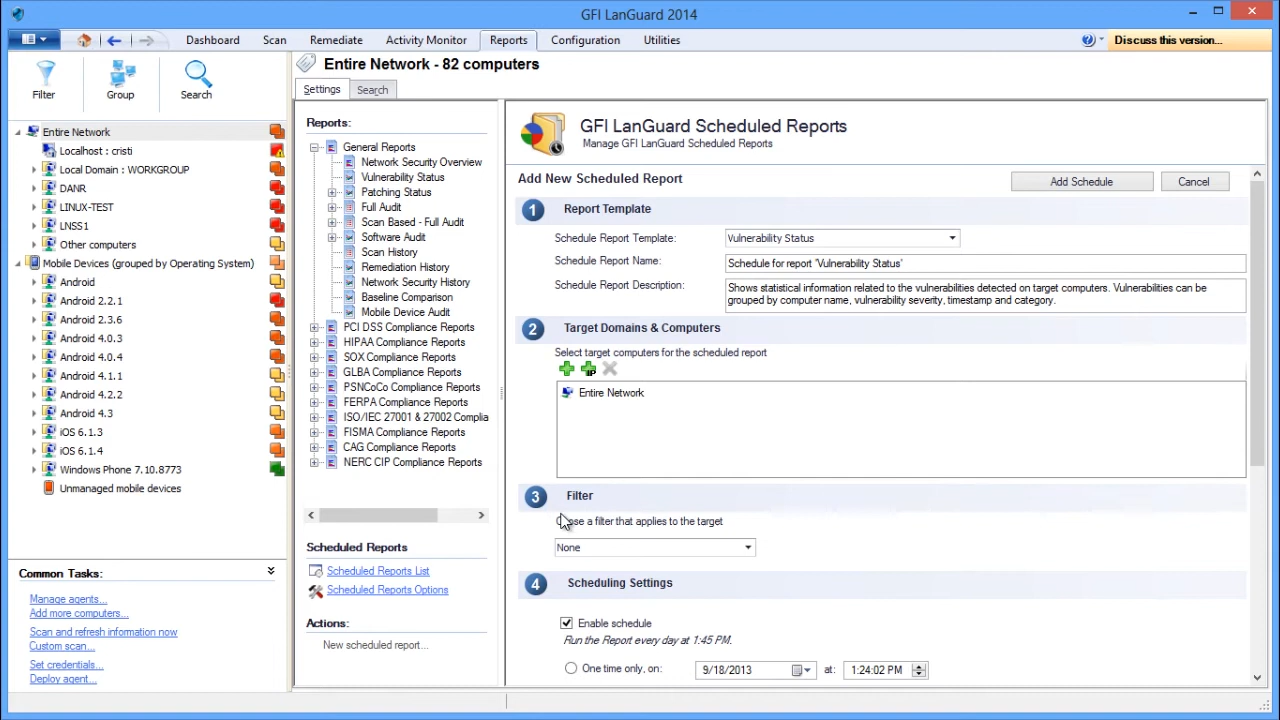 GFI LanGuard 2014
Dashboard Scan Remediate Activity Monitor Reports Configuration Utilities Discuss this version...
Filter Group Search
Entire Network
Localhost : cristi
Local Domain : WORKGROUP
DANR
LINUX-TEST
LNSS1
Other computers
Mobile Devices (grouped by Operating System)
Android
Android 2.2.1
Android 2.3.6
Android 4.0.3
Android 4.0.4
Android 4.1.1
Android 4.2.2
Android 4.3
iOS 6.1.3
iOS 6.1.4
Windows Phone 7.10.8773
Unmanaged mobile devices
Common Tasks:
Manage agents...
Add more computers...
Scan and refresh information now
Custom scan...
Set credentials...
Deploy agent...
Entire Network - 82 computers
Settings Search
Reports:
General Reports
Network Security Overview
Vulnerability Status
Patching Status
Full Audit
Scan Based - Full Audit
Software Audit
Scan History
Remediation History
Network Security History
Baseline Comparison
Mobile Device Audit
PCI DSS Compliance Reports
HIPAA Compliance Reports
SOX Compliance Reports
GLBA Compliance Reports
PSNCoCo Compliance Reports
FERPA Compliance Reports
ISO/IEC 27001 & 27002 Complia
FISMA Compliance Reports
CAG Compliance Reports
NERC CIP Compliance Reports
Scheduled Reports
Scheduled Reports List
Scheduled Reports Options
Actions:
New scheduled report...
GFI LanGuard Scheduled Reports
Manage GFI LanGuard Scheduled Reports
Add New Scheduled Report Add Schedule Cancel
1 Report Template
Schedule Report Template: Vulnerability Status
Schedule Report Name: Schedule for report 'Vulnerability Status'
Schedule Report Description: Shows statistical information related to the vulnerabilities detected on target computers. Vulnerabilities can be
grouped by computer name, vulnerability severity, timestamp and category.
2 Target Domains & Computers
Select target computers for the scheduled report
IP
Entire Network
3 Filter
a filter that applies to the target
None
4 Scheduling Settings
Enable schedule
Run the Report every day at 1:45 PM.
One time only, on: 9/18/2013 at: 1:24:02 PM